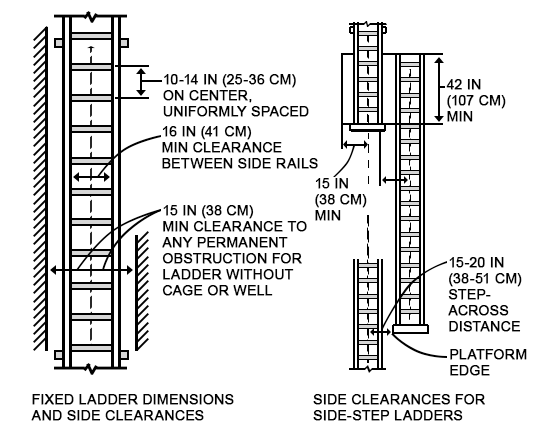 10-14 IN (25-36 CM)
ON CENTER,
UNIFORMLY SPACED
16 IN (41 CM)
MIN CLEARANCE
BETWEEN SIDE RAILS
15 IN (38 CM)
MIN CLEARANCE TO
ANY PERMANENT
OBSTRUCTION FOR
LADDER WITHOUT
CAGE OR WELL
FIXED LADDER DIMENSIONS
AND SIDE CLEARANCES
42 IN
(107 CM)
MIN
15 IN
(38 CM)
MIN
15-20 IN
(38-51 CM)
STEP-
ACROSS
DISTANCE
PLATFORM
EDGE
SIDE CLEARANCES FOR
SIDE-STEP LADDERS